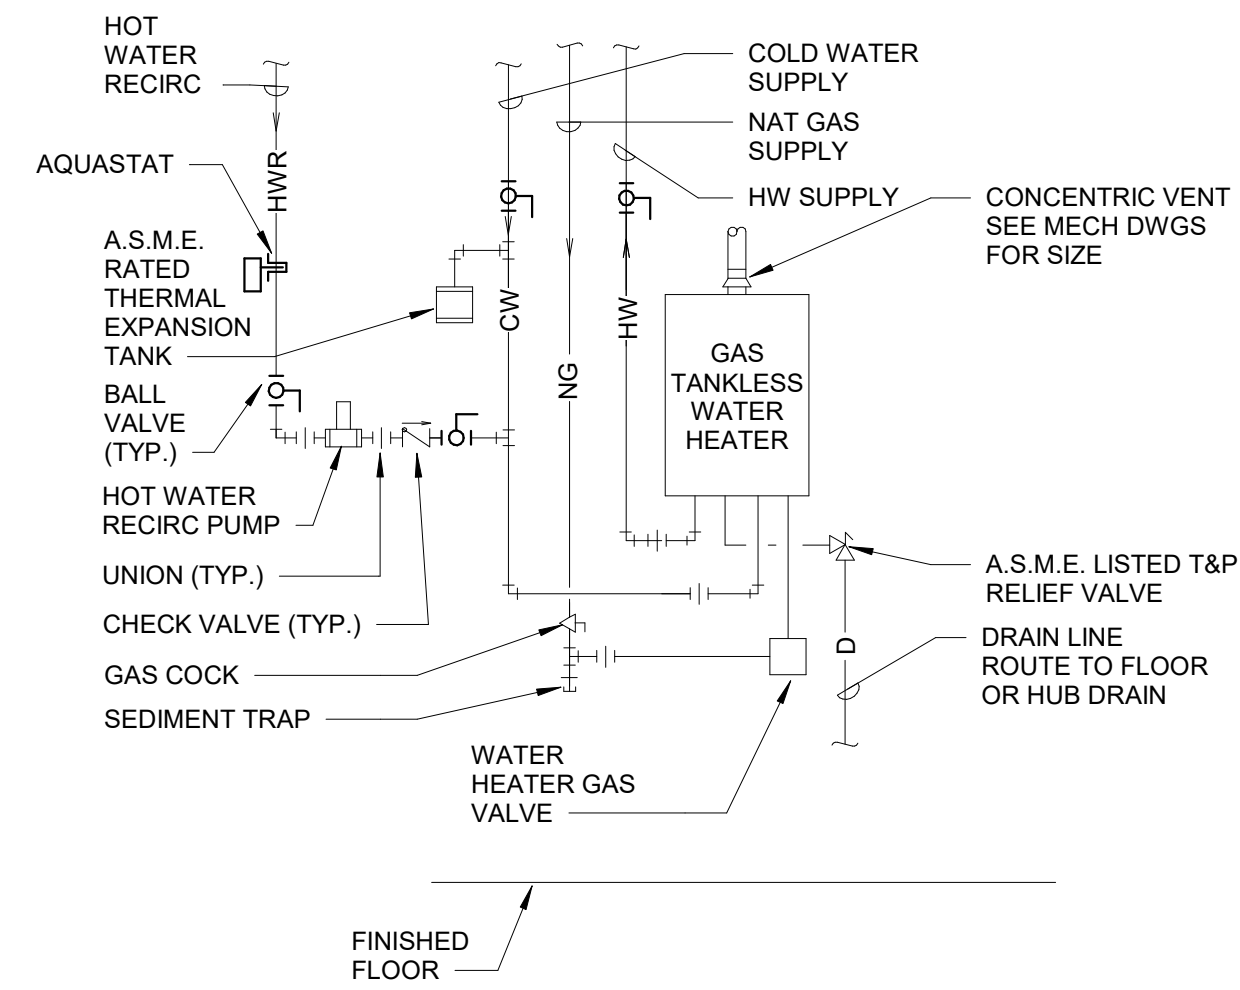 HOT
WATER
RECIRC
AQUASTAT
A.S.M.E.
RATED
THERMAL
EXPANSION
TANK
BALL
VALVE
(TYP.)
HOT WATER
RECIRC PUMP
UNION (TYP.)
CHECK VALVE (TYP.)
GAS COCK
SEDIMENT TRAP
WATER
HEATER GAS
VALVE
FINISHED
FLOOR
HWR
CW
NG
HW
COLD WATER
SUPPLY
NAT GAS
SUPPLY
HW SUPPLY
CONCENTRIC VENT
SEE MECH DWGS
FOR SIZE
GAS
TANKLESS
WATER
HEATER
A.S.M.E. LISTED T&P
RELIEF VALVE
D
DRAIN LINE
ROUTE TO FLOOR
OR HUB DRAIN